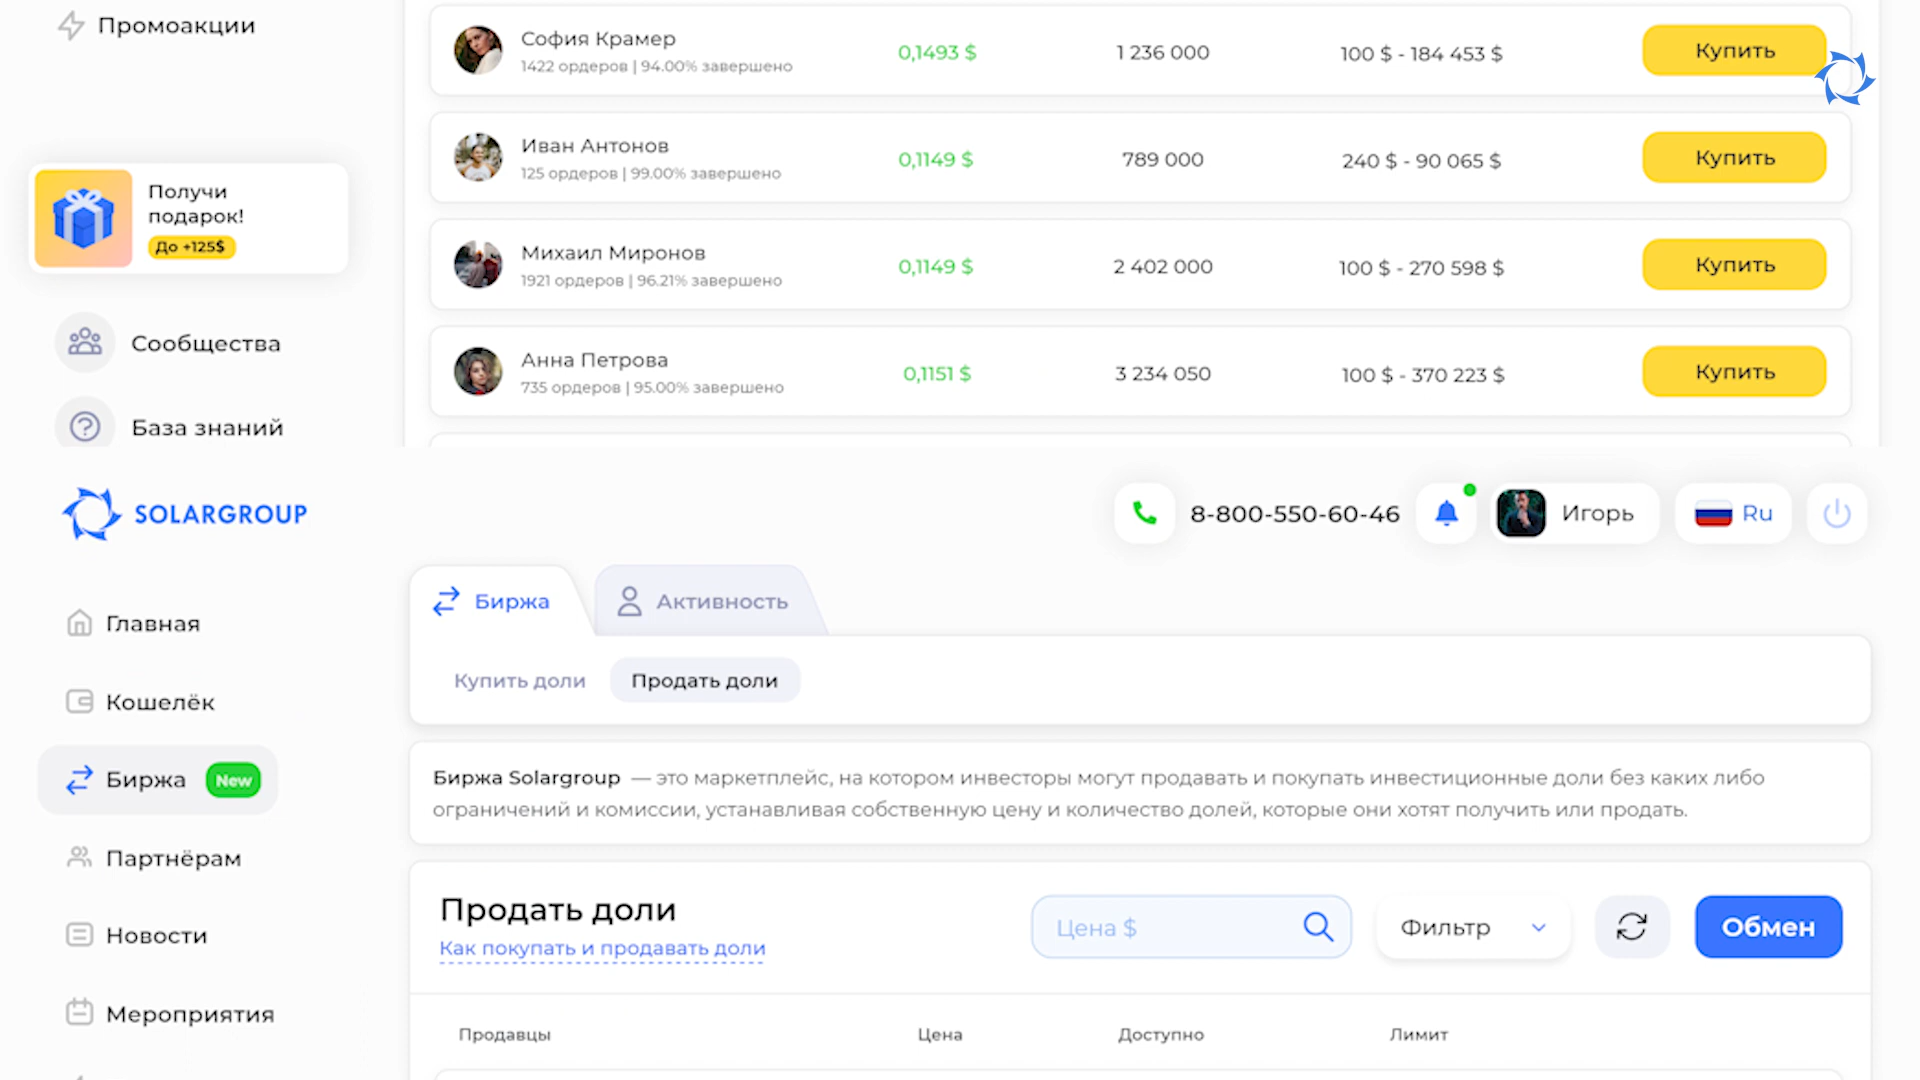 Промоакции
София Крамер
1422 ордеров | 94.00% завершено
0,1493 $
1 236 000
100 $ - 184 453 $
Купить
Иван Антонов
125 ордеров | 99.00% завершено
0,1149 $
789 000
240 $ - 90 065 $
Купить
Получи
подарок!
До +125$
Михаил Миронов
1921 ордеров | 96.21% завершено
0,1149 $
2 402 000
100 $ - 270 598 $
Купить
Сообщества
Анна Петрова
735 ордеров | 95.00% завершено
0,1151 $
3 234 050
100 $ - 370 223 $
Купить
База знаний
SOLARGROUP
8-800-550-60-46
Игорь
Ru
Главная
Кошелёк
Биржа New
Партнёрам
Новости
Мероприятия
Биржа
Активность
Купить доли
Продать доли
Биржа Solargroup — это маркетплейс, на котором инвесторы могут продавать и покупать инвестиционные доли без каких либо
ограничений и комиссии, устанавливая собственную цену и количество долей, которые они хотят получить или продать.
Продать доли
Как покупать и продавать доли
Цена $
Фильтр
Обмен
Продавцы
Цена
Доступно
Лимит